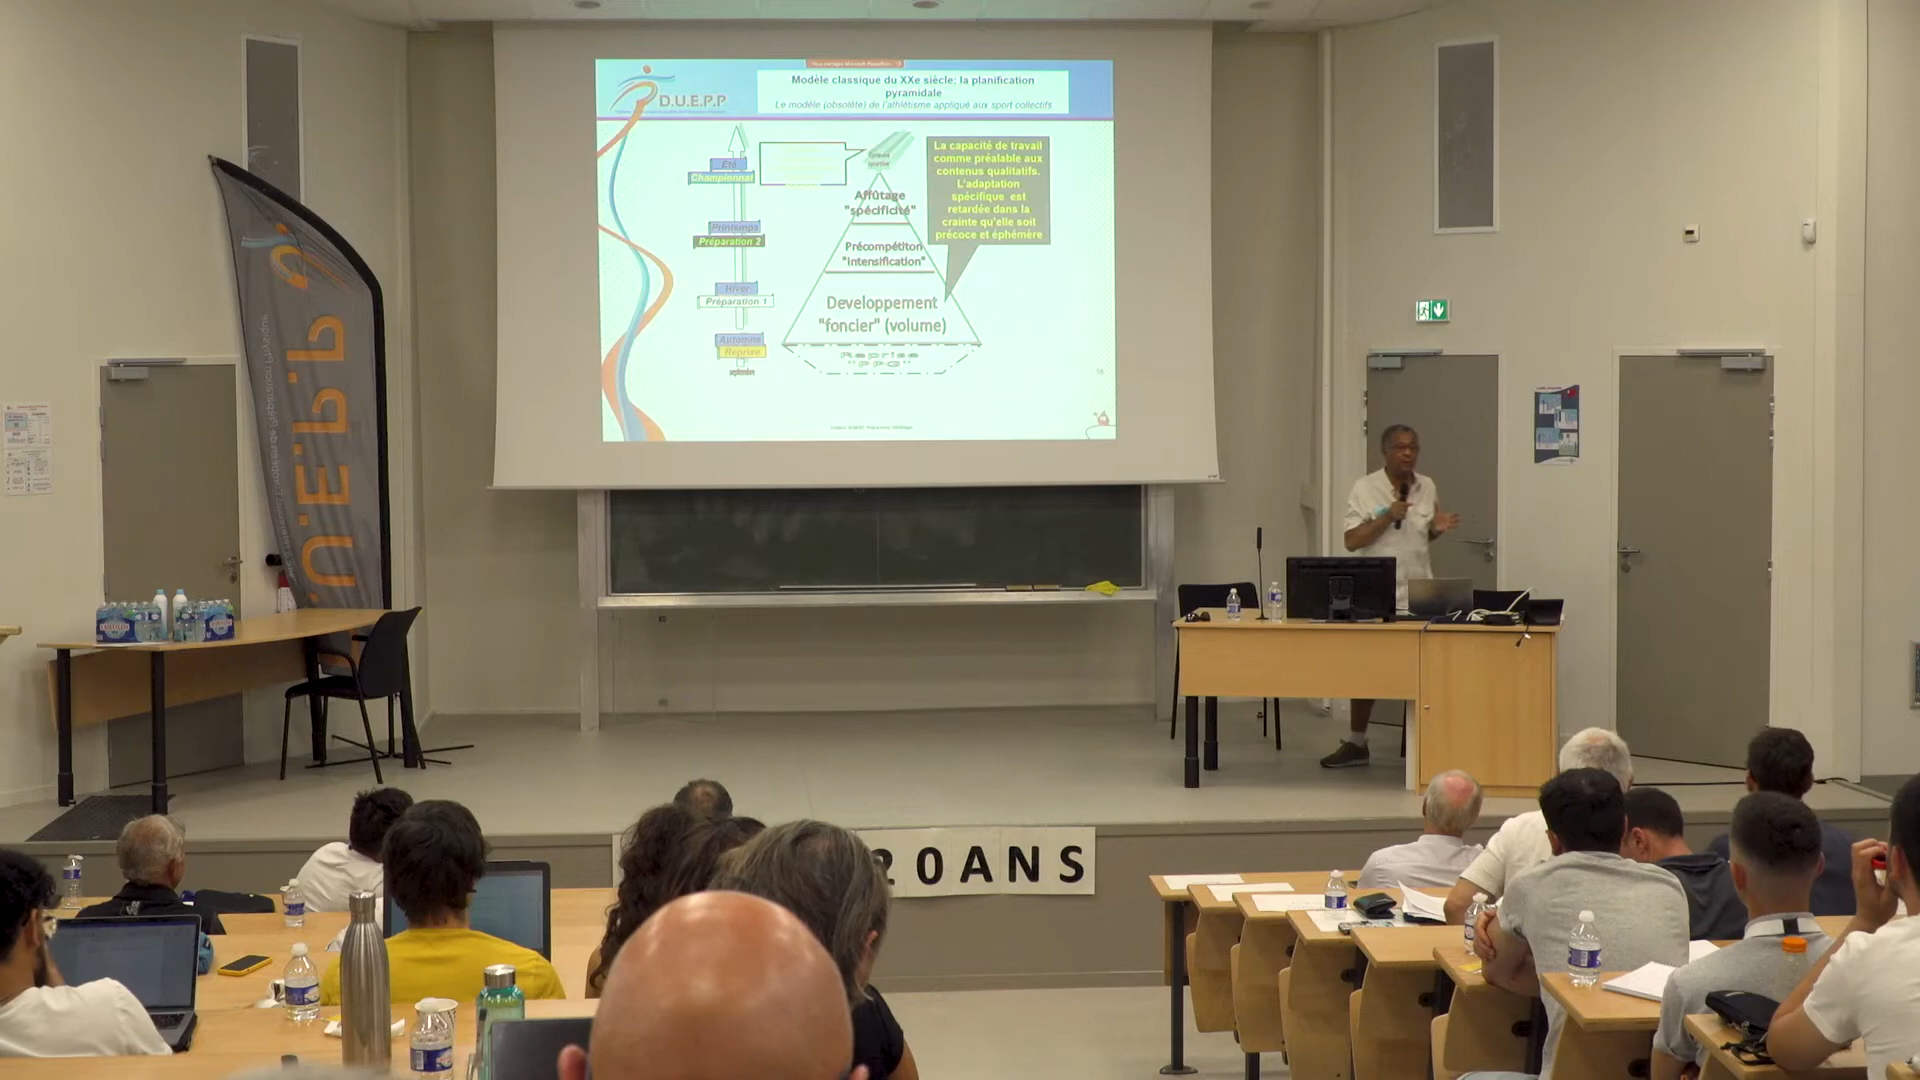 Modèle classique du XXe siècle; la planification
pyramidale
Le modèle (obsolète) de l'athlétisme appliqué aux sport collectifs
D.U.E.P.P
Eté
Championnat
Printemps
Préparation 2
Hiver
Préparation 1
Automne
Reprise
septembre
Affûtage
"spécificité"
Précompétiton
"Intensification"
Developpement
"foncier" (volume)
Reprise
"PPG"
La capacité de travail
comme préalable aux
contenus qualitatifs.
L'adaptation
spécifique est
retardée dans la
crainte qu'elle soit
précoce et éphémère
D.U.E.P.P
20ANS